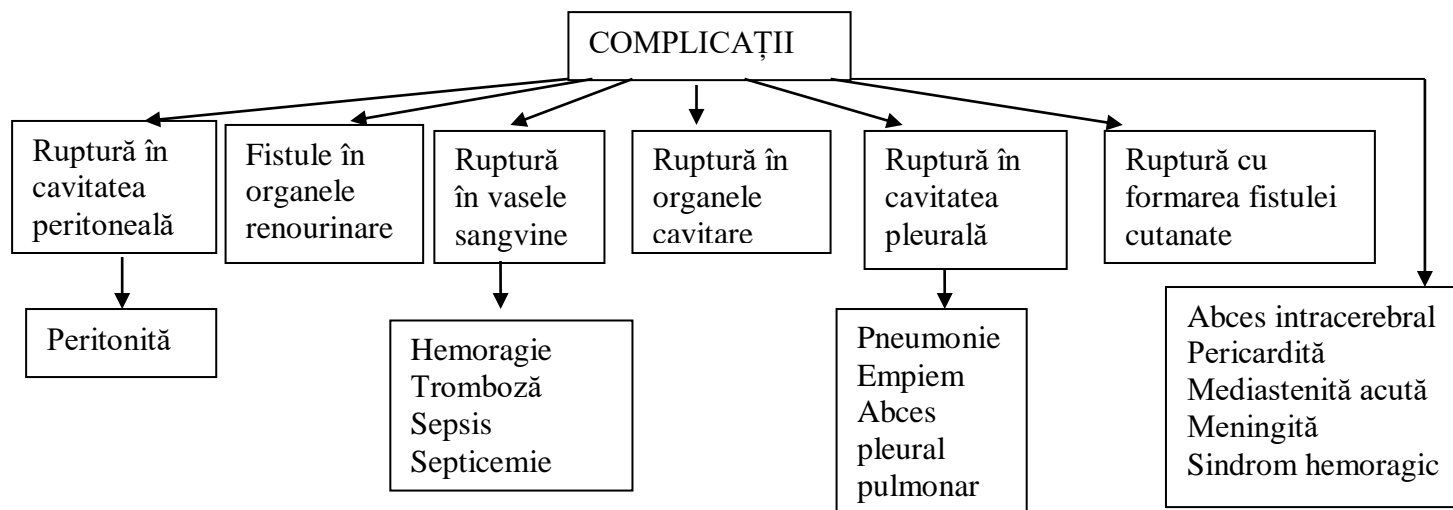 COMPLICAȚII
Ruptură în
cavitatea
peritoneală
Fistule în
organele
renourinare
Ruptură
în vasele
sangvine
Ruptură în
organele
cavitare
Ruptură în
cavitatea
pleurală
Ruptură cu
formarea fistulei
cutanate
Peritonită
Hemoragie
Tromboză
Sepsis
Septicemie
Pneumonie
Empiem
Abces
pleural
pulmonar
Abces intracerebral
Pericardită
Mediastenită acută
Meningită
Sindrom hemoragic